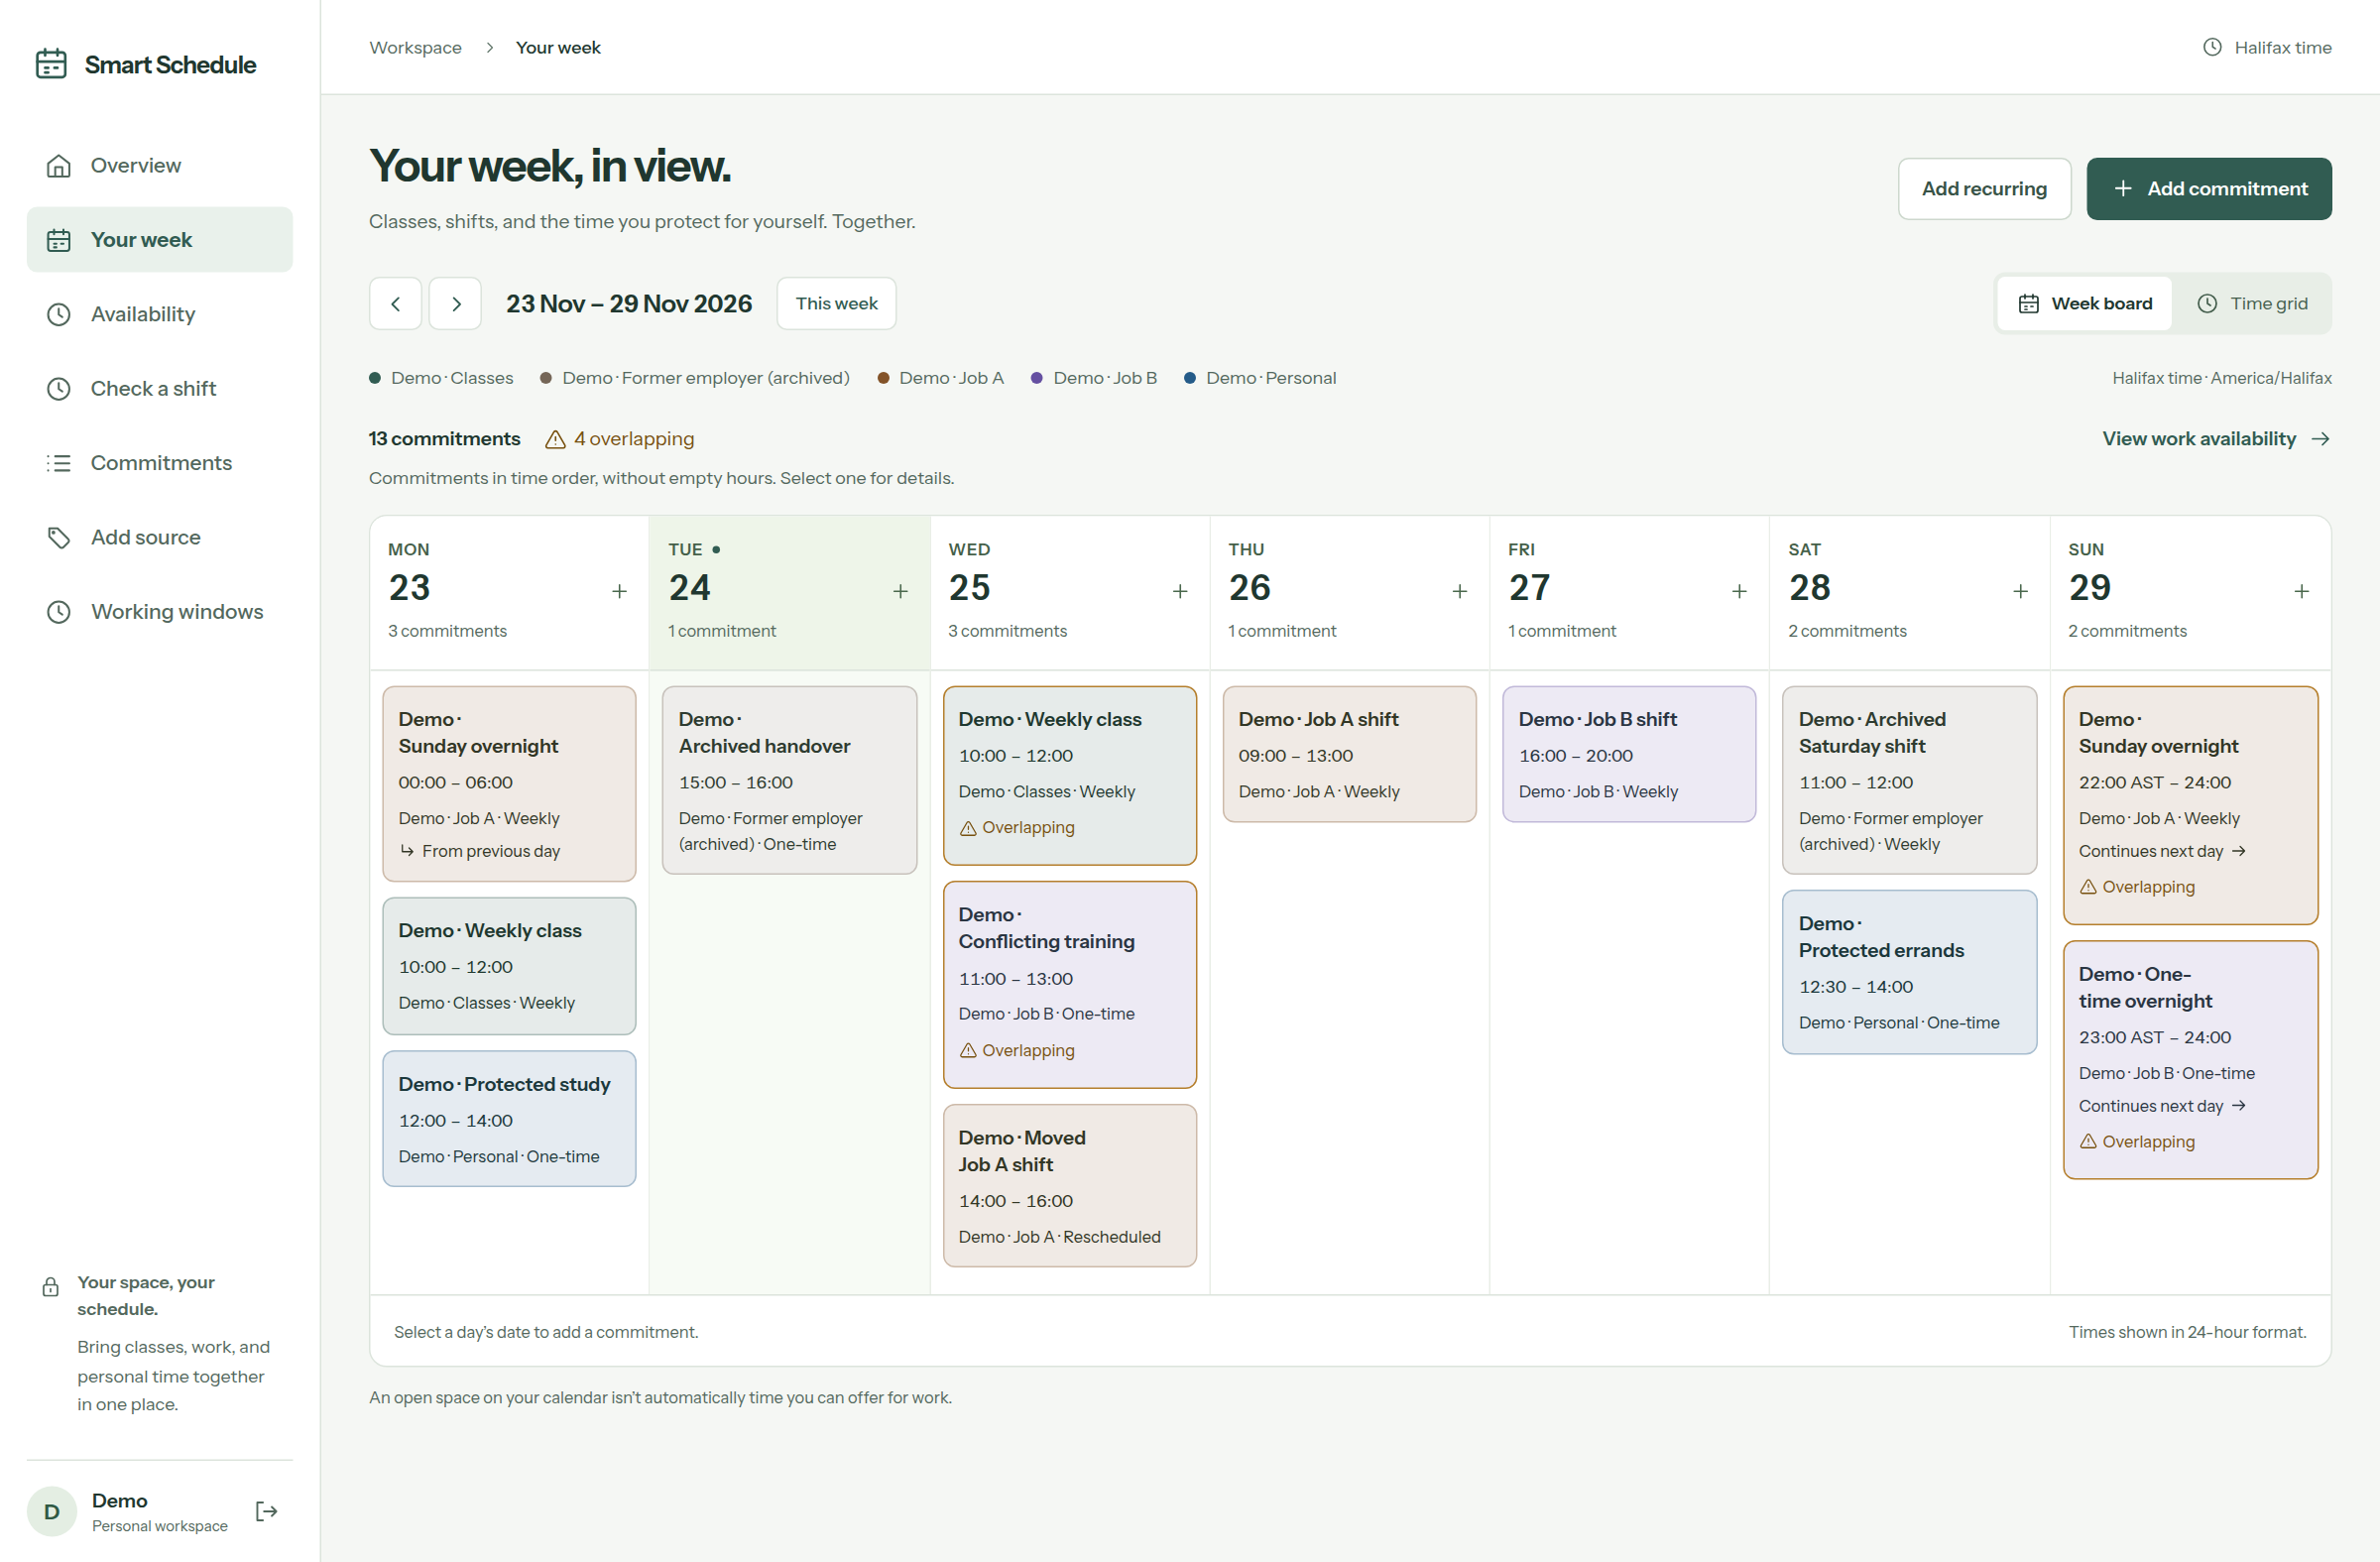 Smart Schedule
Overview
Your week
Availability
Check a shift
Commitments
Add source
Working windows
Your space, your
schedule.
Bring classes, work, and
personal time together
in one place.
D
Demo
Personal workspace
Workspace
Your week
Halifax time
Your week, in view.
Classes, shifts, and the time you protect for yourself. Together.
Add recurring
Add commitment
23 Nov – 29 Nov 2026
This week
Week board
Time grid
Demo · Classes
Demo · Former employer (archived)
Demo · Job A
Demo · Job B
Demo · Personal
Halifax time · America/Halifax
13 commitments
4 overlapping
View work availability
Commitments in time order, without empty hours. Select one for details.
MON
23
3 commitments
Demo ·
Sunday overnight
00:00 – 06:00
Demo · Job A · Weekly
From previous day
Demo · Weekly class
10:00 – 12:00
Demo · Classes · Weekly
Demo · Protected study
12:00 – 14:00
Demo · Personal · One-time
TUE
24
1 commitment
Demo ·
Archived handover
15:00 – 16:00
Demo · Former employer
(archived) · One-time
WED
25
3 commitments
Demo · Weekly class
10:00 – 12:00
Demo · Classes · Weekly
Overlapping
Demo ·
Conflicting training
11:00 – 13:00
Demo · Job B · One-time
Overlapping
Demo · Moved
Job A shift
14:00 – 16:00
Demo · Job A · Rescheduled
THU
26
1 commitment
Demo · Job A shift
09:00 – 13:00
Demo · Job A · Weekly
FRI
27
1 commitment
Demo · Job B shift
16:00 – 20:00
Demo · Job B · Weekly
SAT
28
2 commitments
Demo · Archived
Saturday shift
11:00 – 12:00
Demo · Former employer
(archived) · Weekly
Demo ·
Protected errands
12:30 – 14:00
Demo · Personal · One-time
SUN
29
2 commitments
Demo ·
Sunday overnight
22:00 AST – 24:00
Demo · Job A · Weekly
Continues next day
Overlapping
Demo · One-
time overnight
23:00 AST – 24:00
Demo · Job B · One-time
Continues next day
Overlapping
Select a day’s date to add a commitment.
Times shown in 24-hour format.
An open space on your calendar isn’t automatically time you can offer for work.